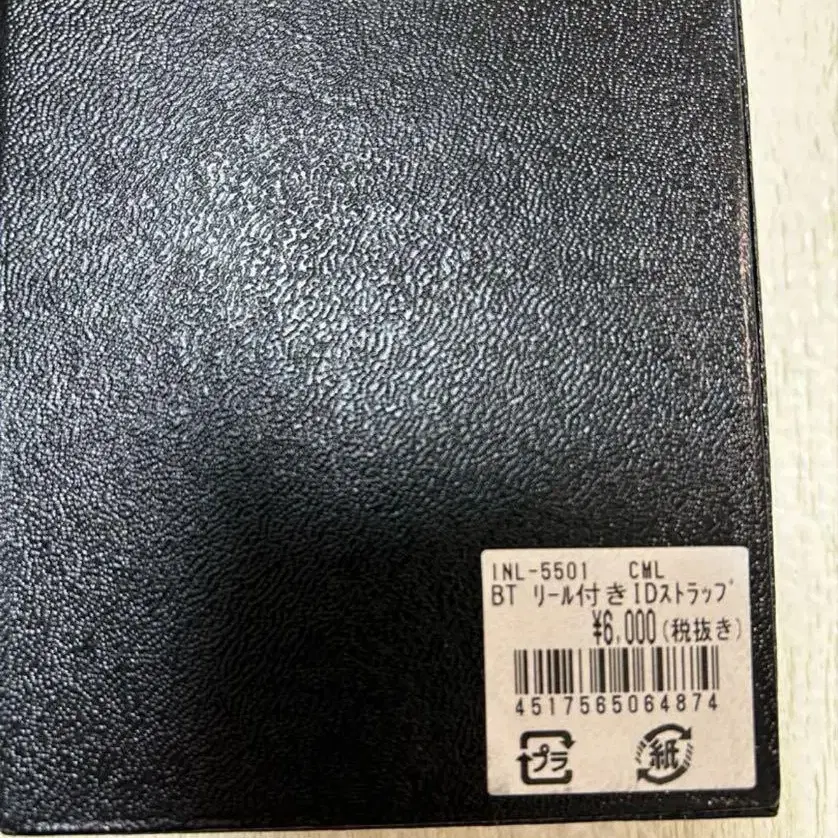 INL-5501 CML
BT リール付きIDストラップ
¥6,000(税抜き)
4517565064874
プラ 紙